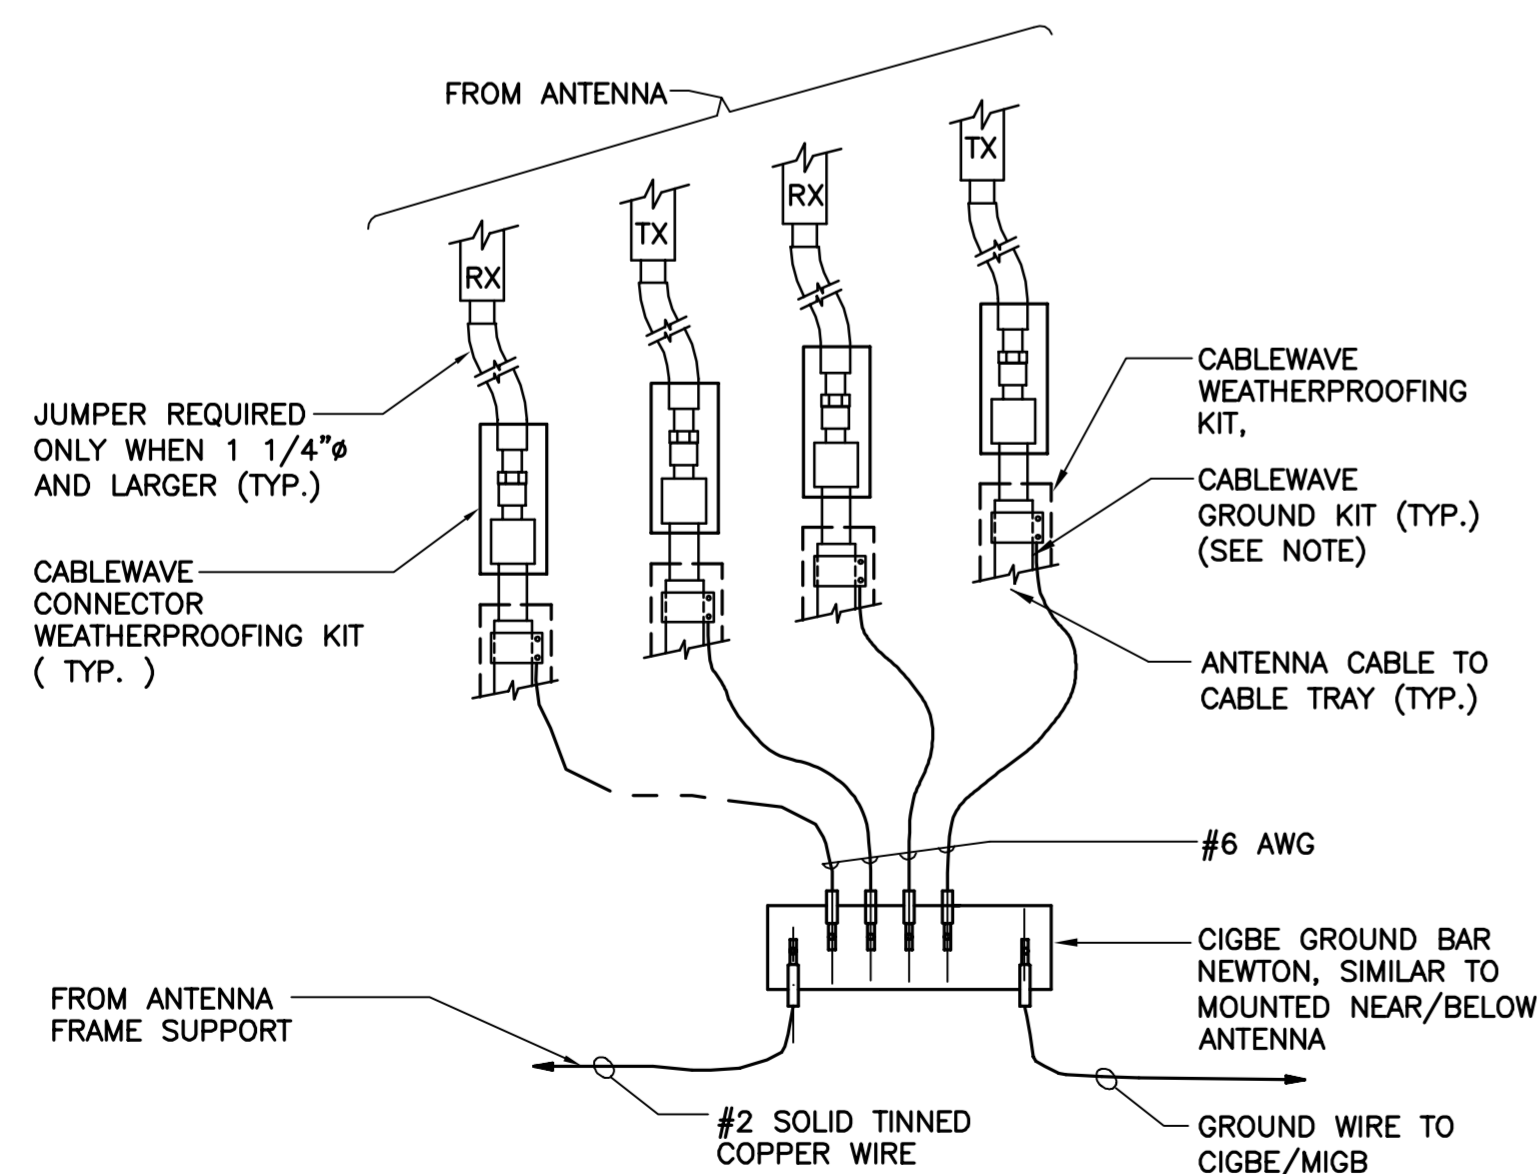 FROM ANTENNA
TX
RX
TX
RX
JUMPER REQUIRED
ONLY WHEN 1 1/4"ø
AND LARGER (TYP.)
CABLEWAVE
CONNECTOR
WEATHERPROOFING KIT
( TYP. )
CABLEWAVE
WEATHERPROOFING
KIT,
CABLEWAVE
GROUND KIT (TYP.)
(SEE NOTE)
ANTENNA CABLE TO
CABLE TRAY (TYP.)
#6 AWG
CIGBE GROUND BAR
NEWTON, SIMILAR TO
MOUNTED NEAR/BELOW
ANTENNA
FROM ANTENNA
FRAME SUPPORT
#2 SOLID TINNED
COPPER WIRE
GROUND WIRE TO
CIGBE/MIGB